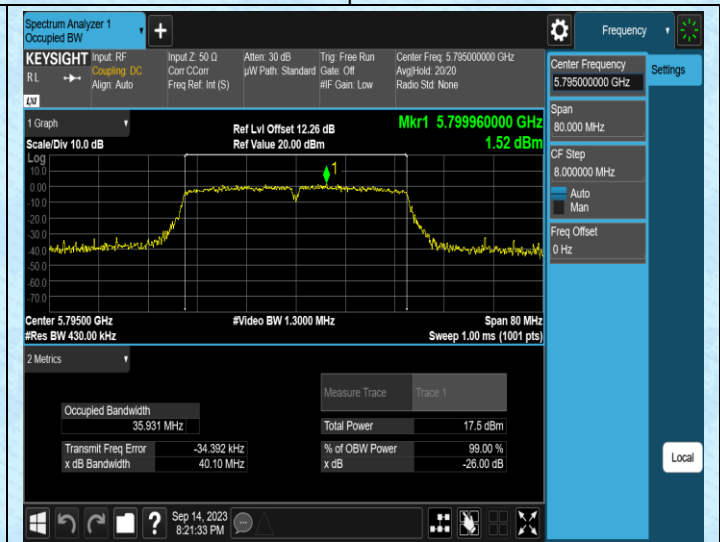 Spectrum Analyzer 1
Occupied BW
Frequency
KEYSIGHT
R L
LXI
Input: RF
Coupling: DC
Align: Auto
Input Z: 50 Ω
Corr CCorr
Freq Ref: Int (S)
Atten: 30 dB
µW Path: Standard
Trig: Free Run
Gate: Off
#IF Gain: Low
Center Freq: 5.795000000 GHz
Avg|Hold: 20/20
Radio Std: None
Center Frequency
5.795000000 GHz
Settings
Span
80.000 MHz
CF Step
8.000000 MHz
Auto
Man
Freq Offset
0 Hz
1 Graph
Scale/Div 10.0 dB
Ref Lvl Offset 12.26 dB
Ref Value 20.00 dBm
Mkr1 5.799960000 GHz
1.52 dBm
Log
10.0
0.00
-10.0
-20.0
-30.0
-40.0
-50.0
-60.0
-70.0
1
Center 5.79500 GHz
#Res BW 430.00 kHz
#Video BW 1.3000 MHz
Span 80 MHz
Sweep 1.00 ms (1001 pts)
2 Metrics
Measure Trace Trace 1
Occupied Bandwidth
35.931 MHz
Total Power 17.5 dBm
Transmit Freq Error -34.392 kHz
x dB Bandwidth 40.10 MHz
% of OBW Power 99.00 %
x dB -26.00 dB
Local
Sep 14, 2023
8:21:33 PM